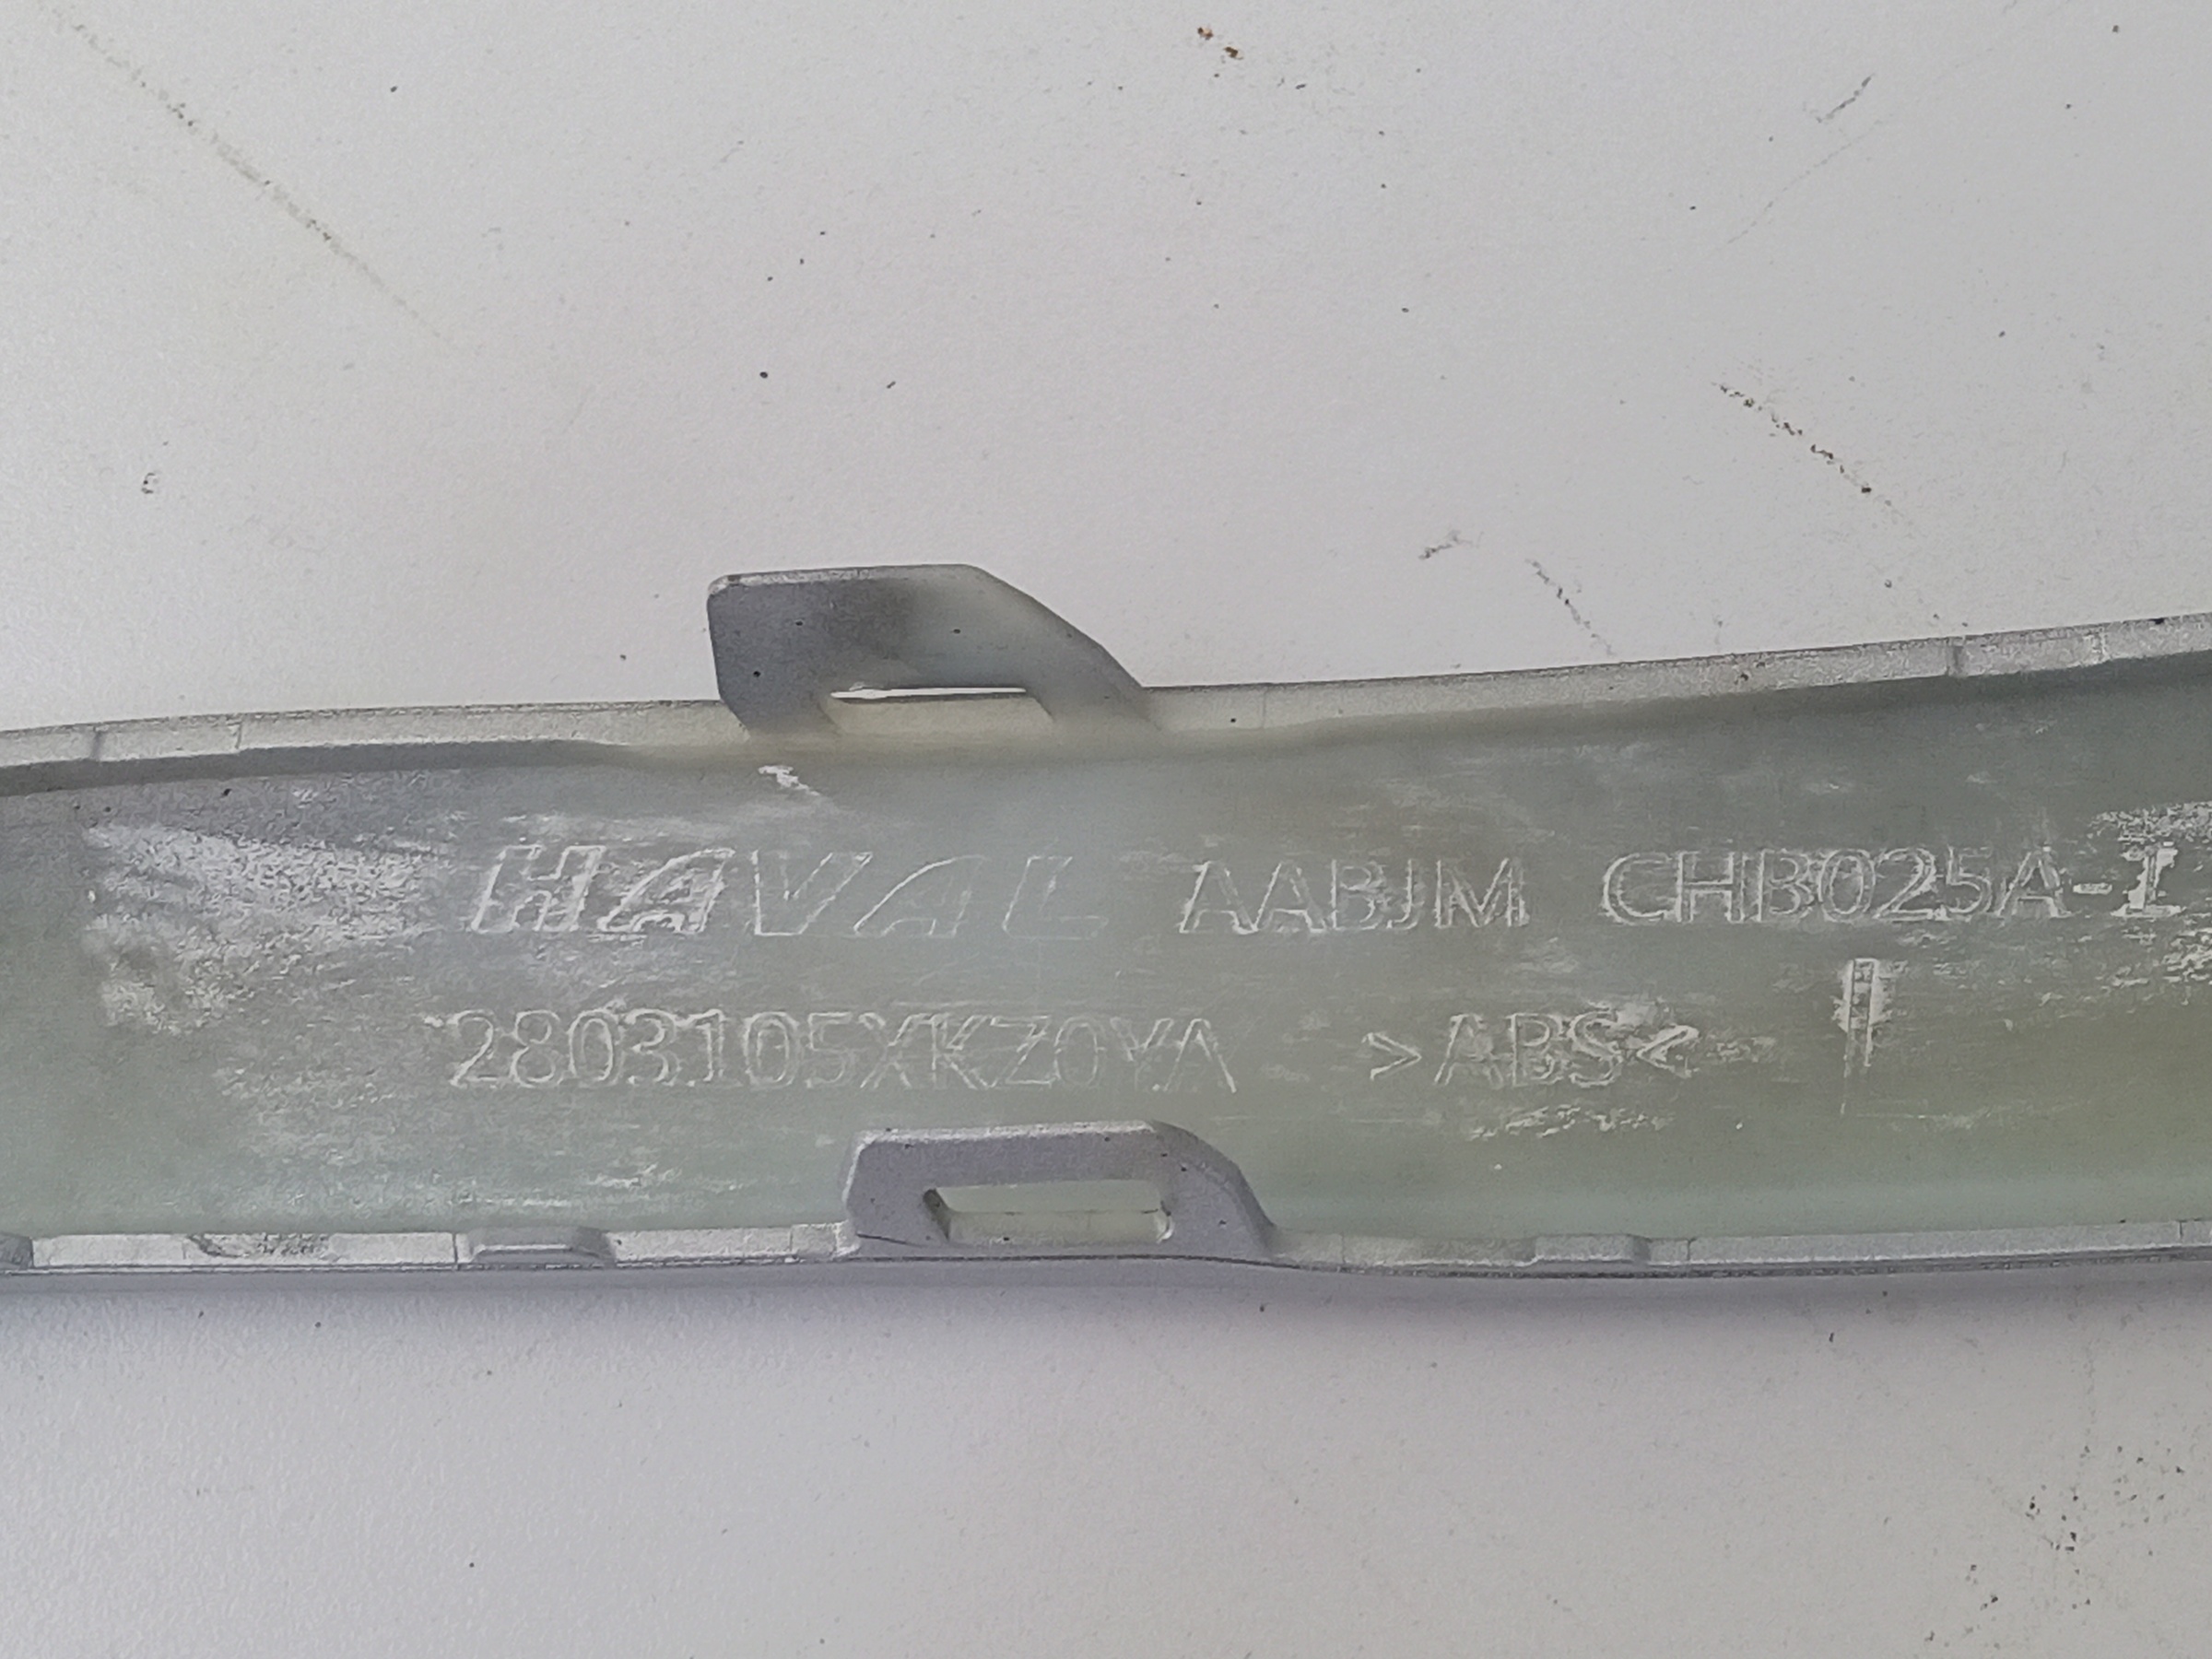 HAVAL AABJM CHB025A-1
2803105XKZ0YA >ABS<